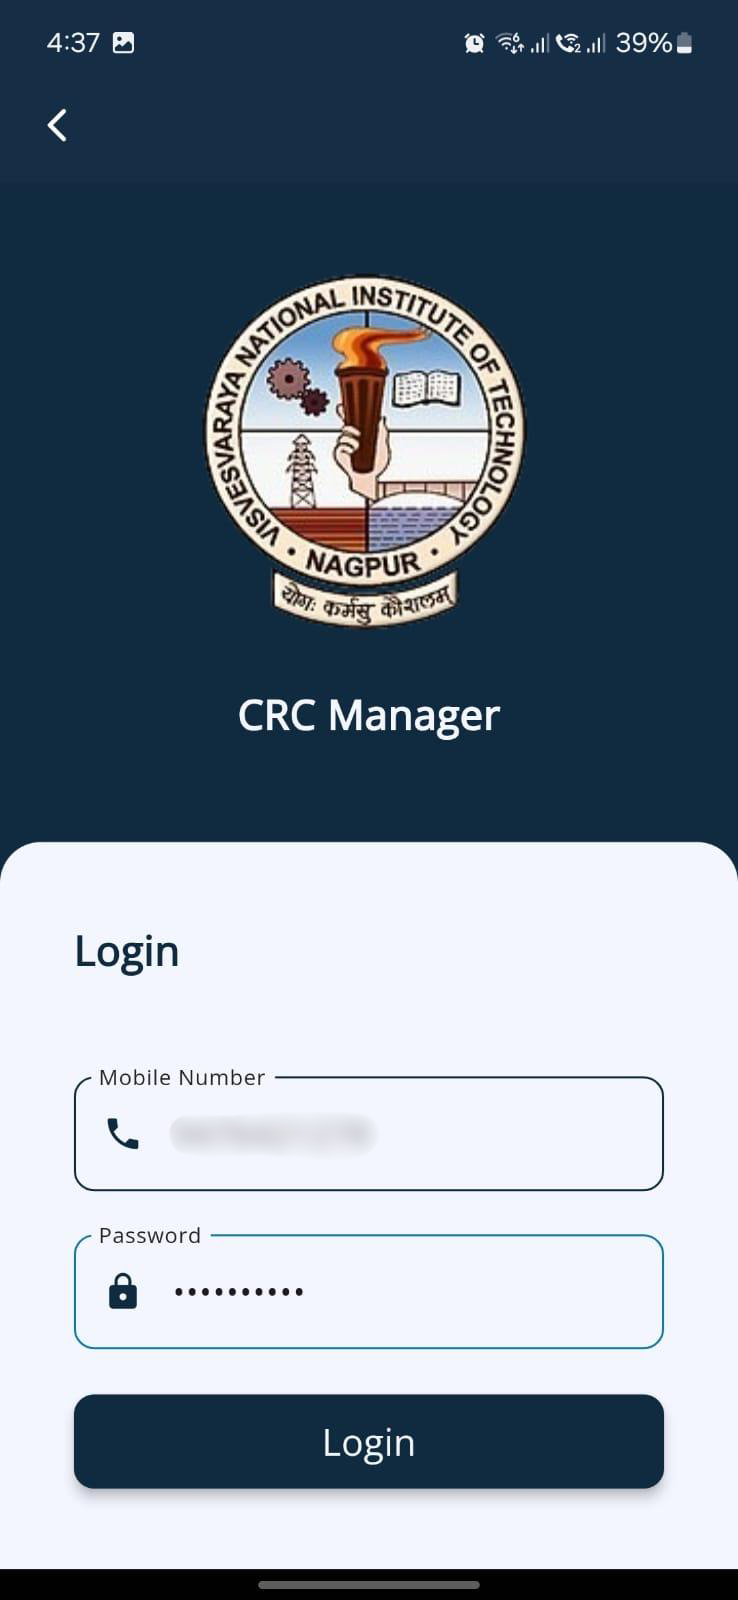 4:37
39%
VISVESVARAYA NATIONAL INSTITUTE OF TECHNOLOGY
• NAGPUR •
योगः कर्मसु कौशलम्
CRC Manager
Login
Mobile Number
Password
••••••••••
Login